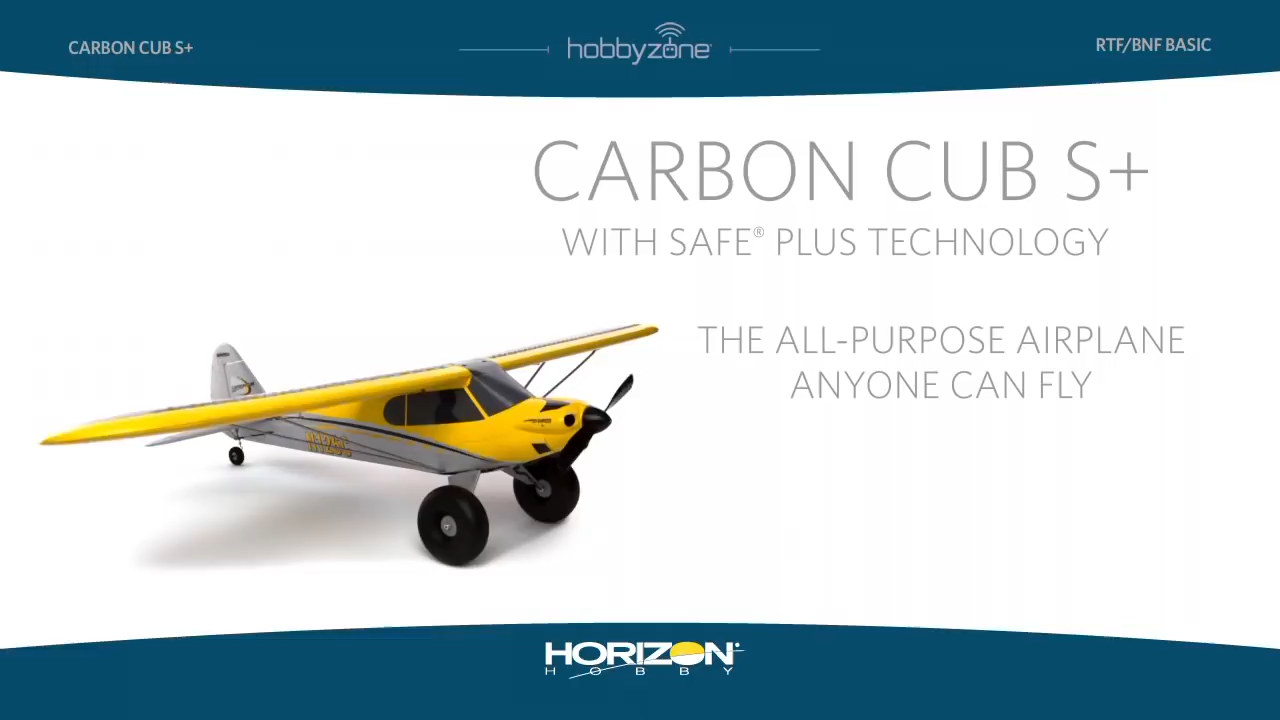 CARBON CUB S+
hobbyzone
RTF/BNF BASIC
CARBON CUB S+
WITH SAFE® PLUS TECHNOLOGY
THE ALL-PURPOSE AIRPLANE
ANYONE CAN FLY
HORIZON
HOBBY